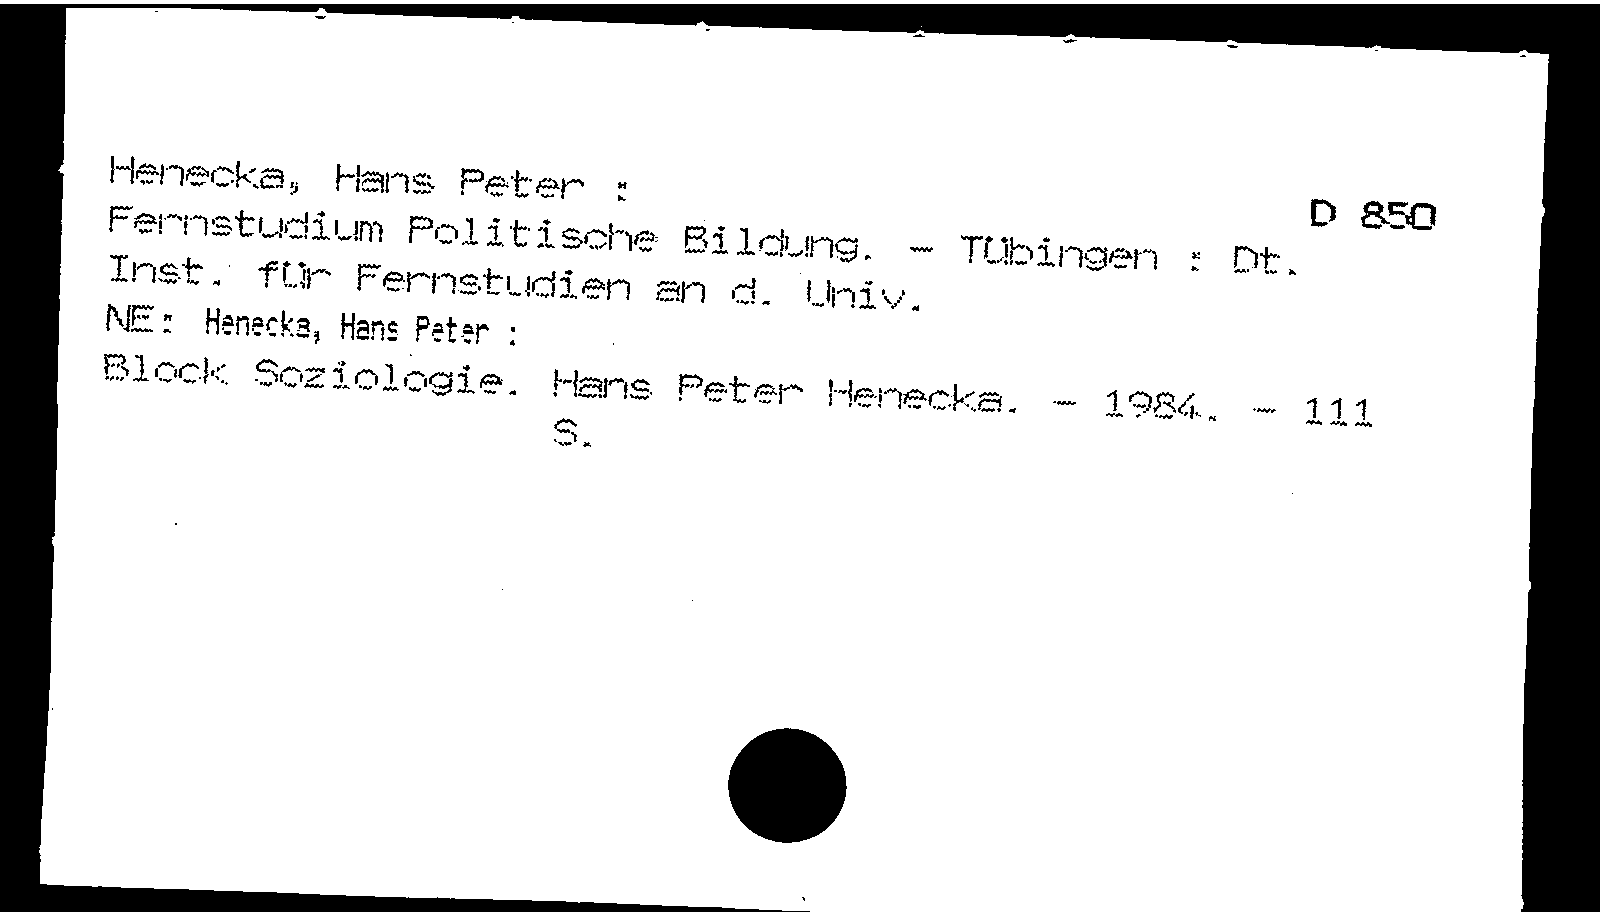 Henecka, Hans Peter :
D 850
Fernstudium Politische Bildung. - Tübingen : Dt.
Inst. für Fernstudien an d. Univ.
NE: Henecka, Hans Peter :
Block Soziologie. Hans Peter Henecka. - 1984. - 111
S.